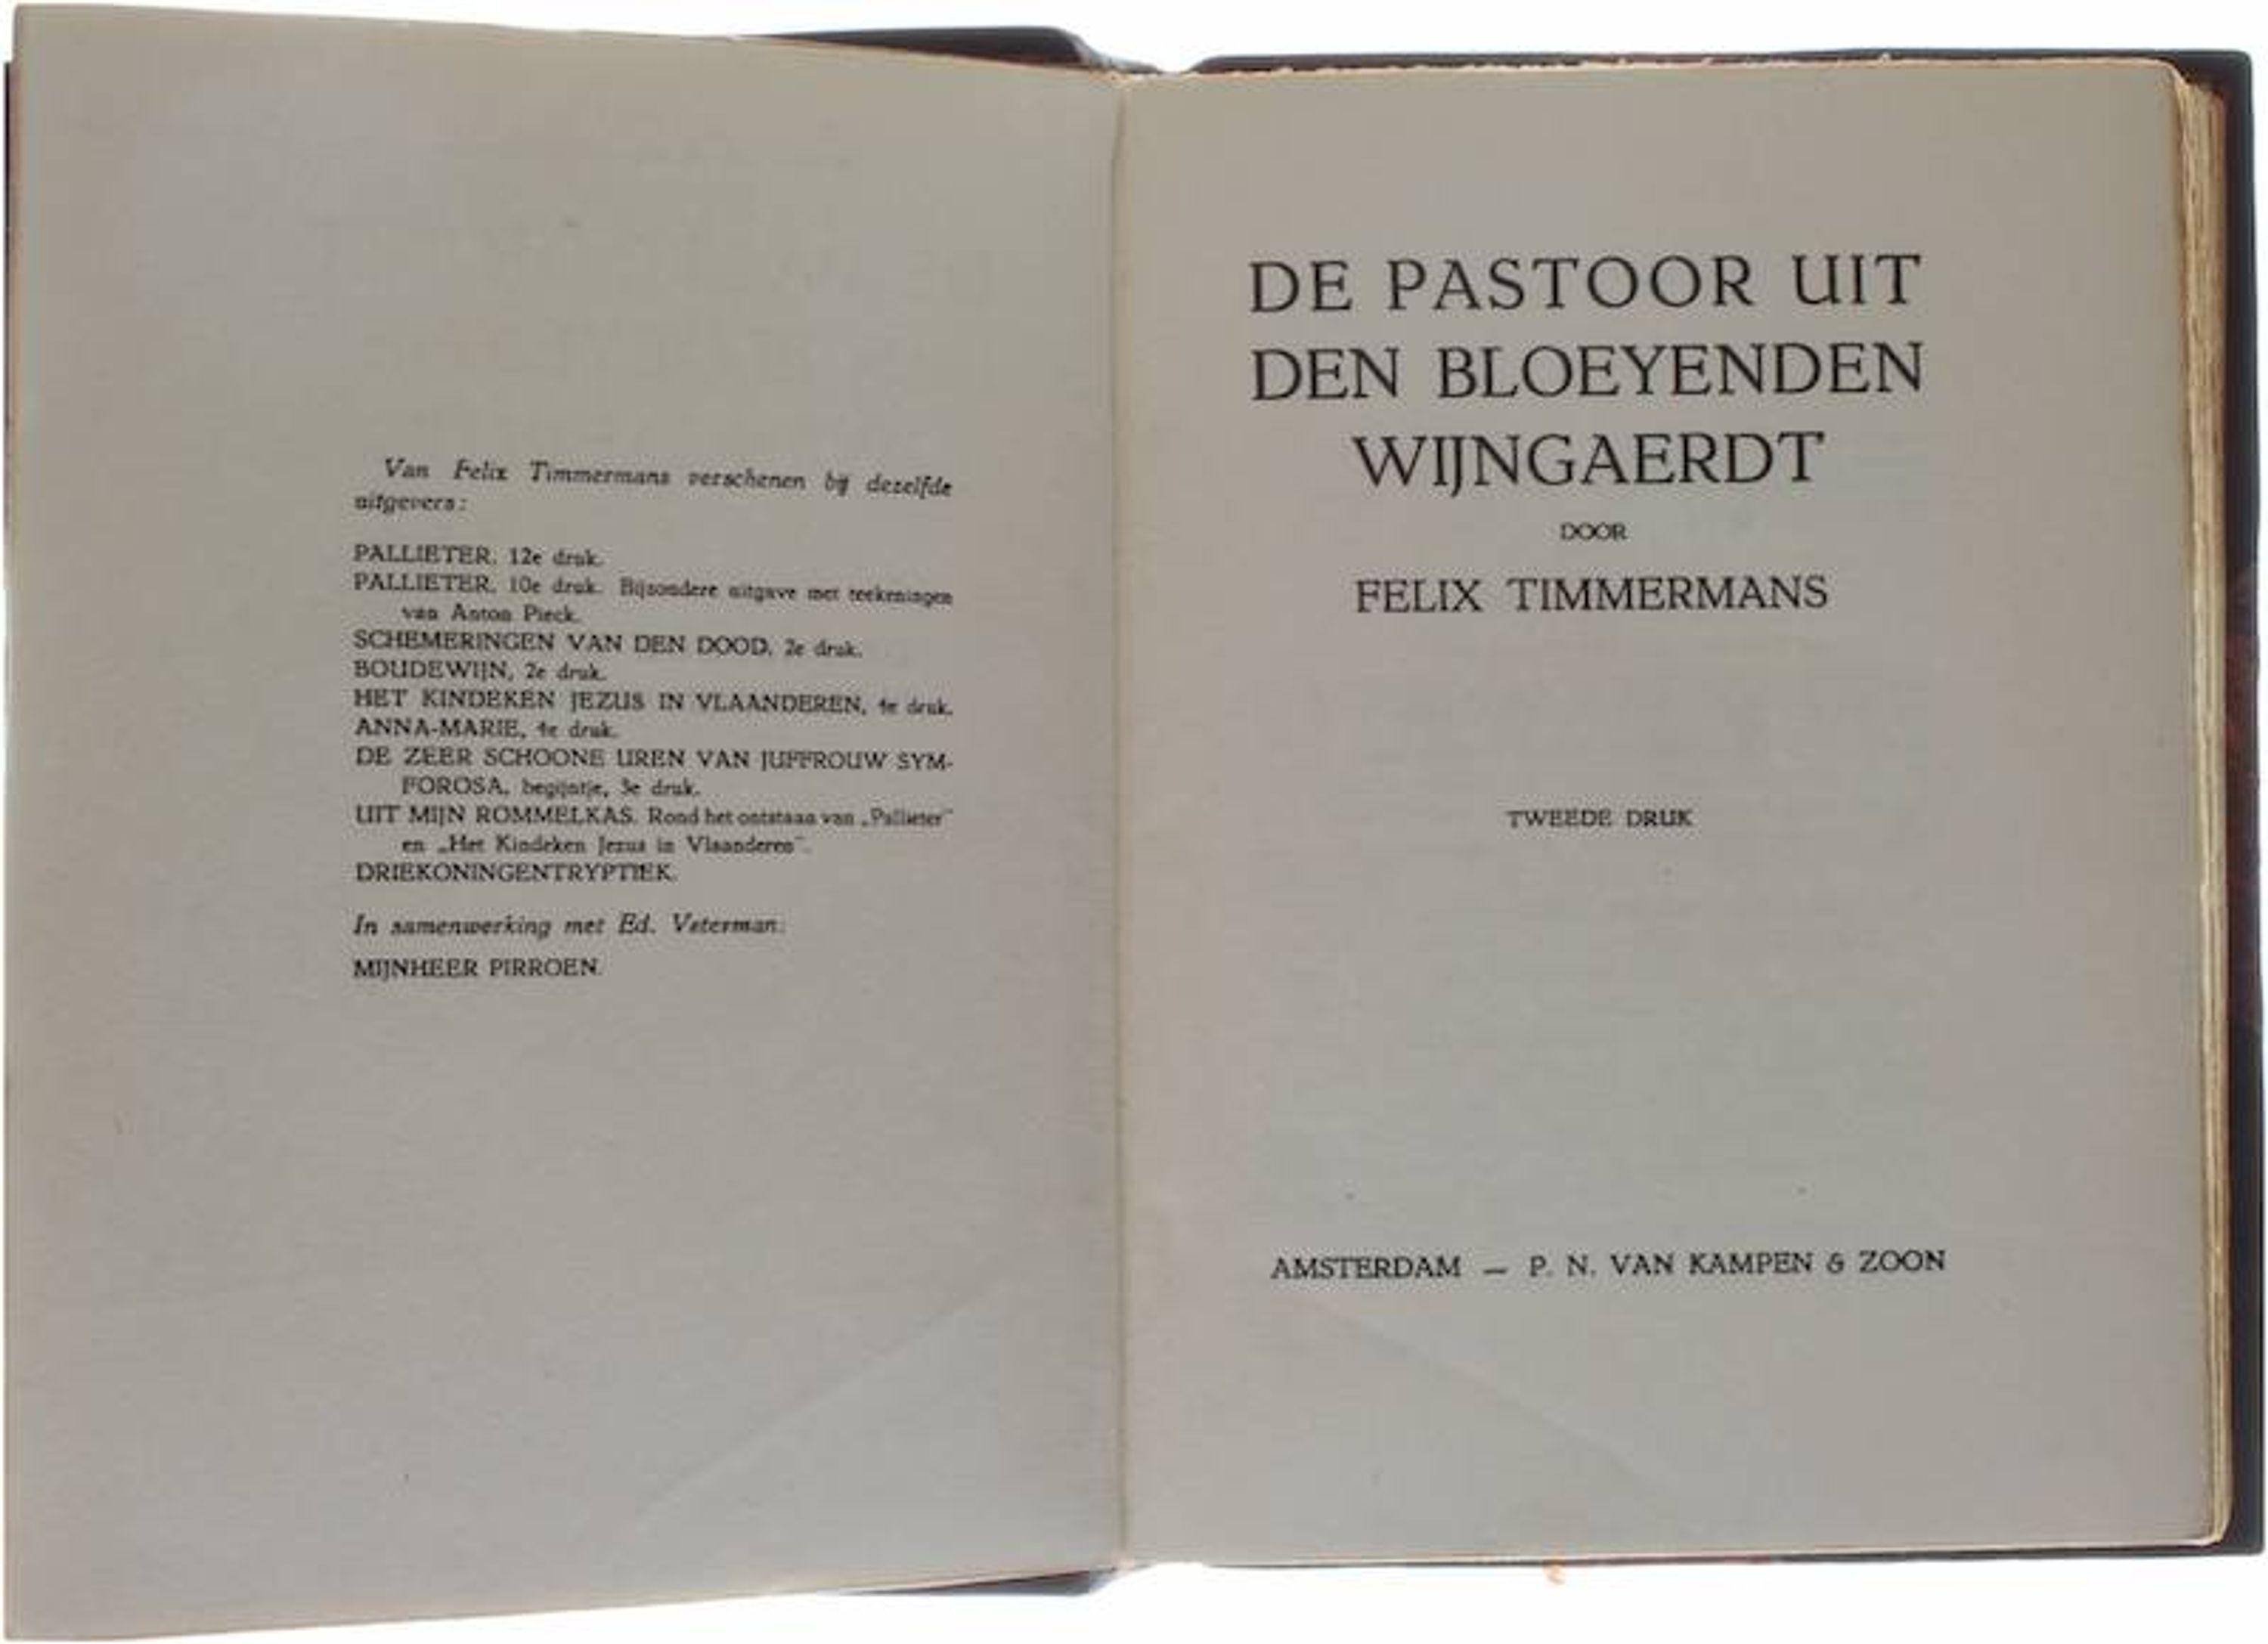 Van Felix Timmermans verschenen bij dezelfde
uitgevers:
PALLIETER, 12e druk.
PALLIETER, 10e druk. Bijzondere uitgave met teekeningen
van Anton Pieck.
SCHEMERINGEN VAN DEN DOOD, 2e druk.
BOUDEWIJN, 2e druk.
HET KINDEKEN JEZUS IN VLAANDEREN, 4e druk.
ANNA-MARIE, 4e druk.
DE ZEER SCHOONE UREN VAN JUFFROUW SYM-
FOROSA, begijntje, 3e druk.
UIT MIJN ROMMELKAS. Rond het ontstaan van „Pallieter”
en „Het Kindeken Jezus in Vlaanderen”.
DRIEKONINGENTRYPTIEK.
In samenwerking met Ed. Veterman:
MIJNHEER PIRROEN.
DE PASTOOR UIT
DEN BLOEYENDEN
WIJNGAERDT
DOOR
FELIX TIMMERMANS
TWEEDE DRUK
AMSTERDAM — P. N. VAN KAMPEN & ZOON